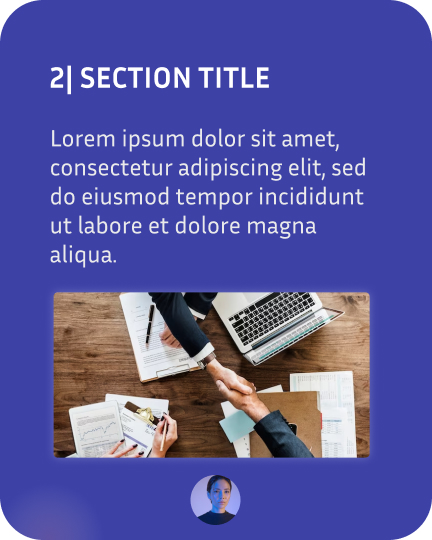 2| SECTION TITLE
Lorem ipsum dolor sit amet,
consectetur adipiscing elit, sed
do eiusmod tempor incididunt
ut labore et dolore magna
aliqua.